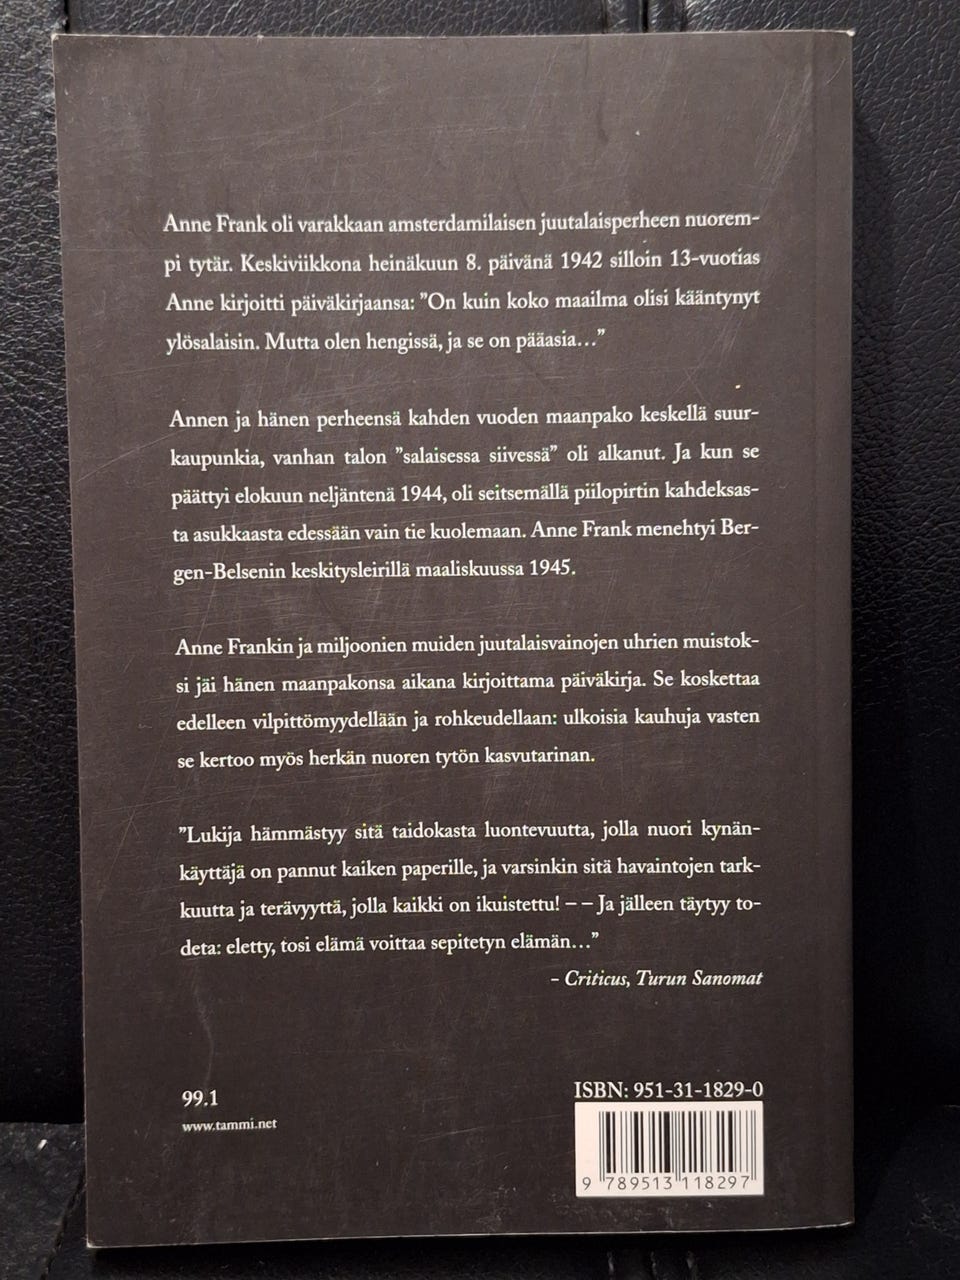 Anne Frank oli varakkaan amsterdamilaisen juutalaisperheen nuorem-
pi tytär. Keskiviikkona heinäkuun 8. päivänä 1942 silloin 13-vuotias
Anne kirjoitti päiväkirjaansa: ”On kuin koko maailma olisi kääntynyt
ylösalaisin. Mutta olen hengissä, ja se on pääasia...”
Annen ja hänen perheensä kahden vuoden maanpako keskellä suur-
kaupunkia, vanhan talon ”salaisessa siivessä” oli alkanut. Ja kun se
päättyi elokuun neljäntenä 1944, oli seitsemällä piilopirtin kahdeksas-
ta asukkaasta edessään vain tie kuolemaan. Anne Frank menehtyi Ber-
gen-Belsenin keskitysleirillä maaliskuussa 1945.
Anne Frankin ja miljoonien muiden juutalaisvainojen uhrien muistok-
si jäi hänen maanpakonsa aikana kirjoittama päiväkirja. Se koskettaa
edelleen vilpittömyydellään ja rohkeudellaan: ulkoisia kauhuja vasten
se kertoo myös herkän nuoren tytön kasvutarinan.
”Lukija hämmästyy sitä taidokasta luontevuutta, jolla nuori kynän-
käyttäjä on pannut kaiken paperille, ja varsinkin sitä havaintojen tark-
kuutta ja terävyyttä, jolla kaikki on ikuistettu! – – Ja jälleen täytyy to-
deta: eletty, tosi elämä voittaa sepitetyn elämän...”
– Criticus, Turun Sanomat
99.1
www.tammi.net
ISBN: 951-31-1829-0
9 789513 118297